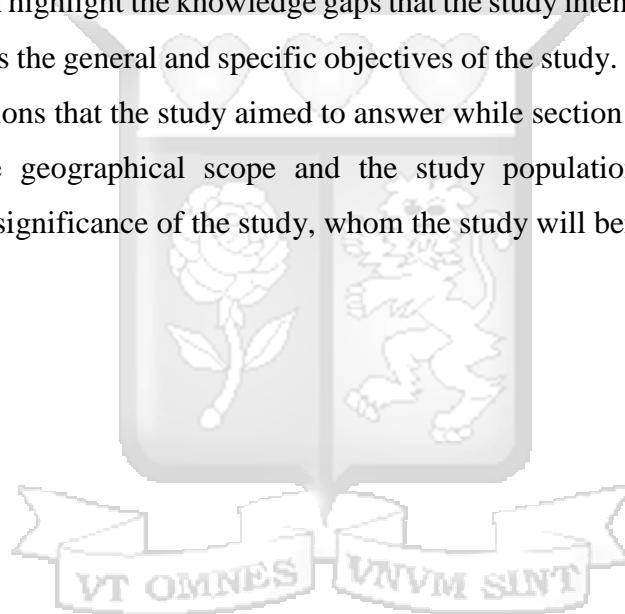 highlight the knowledge gaps that the study inten
s the general and specific objectives of the study.
ions that the study aimed to answer while section
geographical scope and the study population
significance of the study, whom the study will be
VT OMNES VNVM SINT